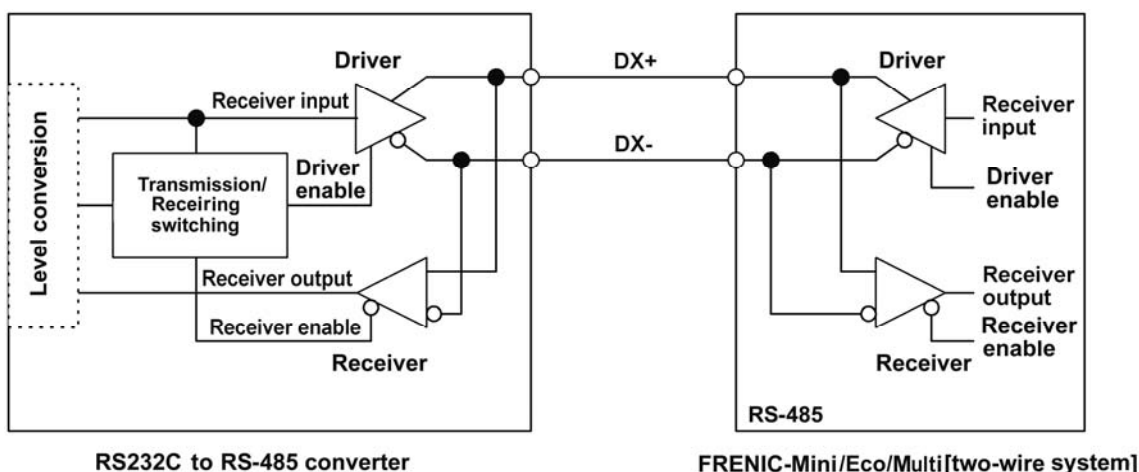 Driver
DX+
Driver
Receiver input
Receiver
input
Level conversion
DX-
Driver
enable
Transmission/
Receiring
switching
Driver
enable
Receiver output
Receiver
output
Receiver enable
Receiver
enable
Receiver
Receiver
RS-485
RS232C to RS-485 converter
FRENIC-Mini/Eco/Multi[two-wire system]